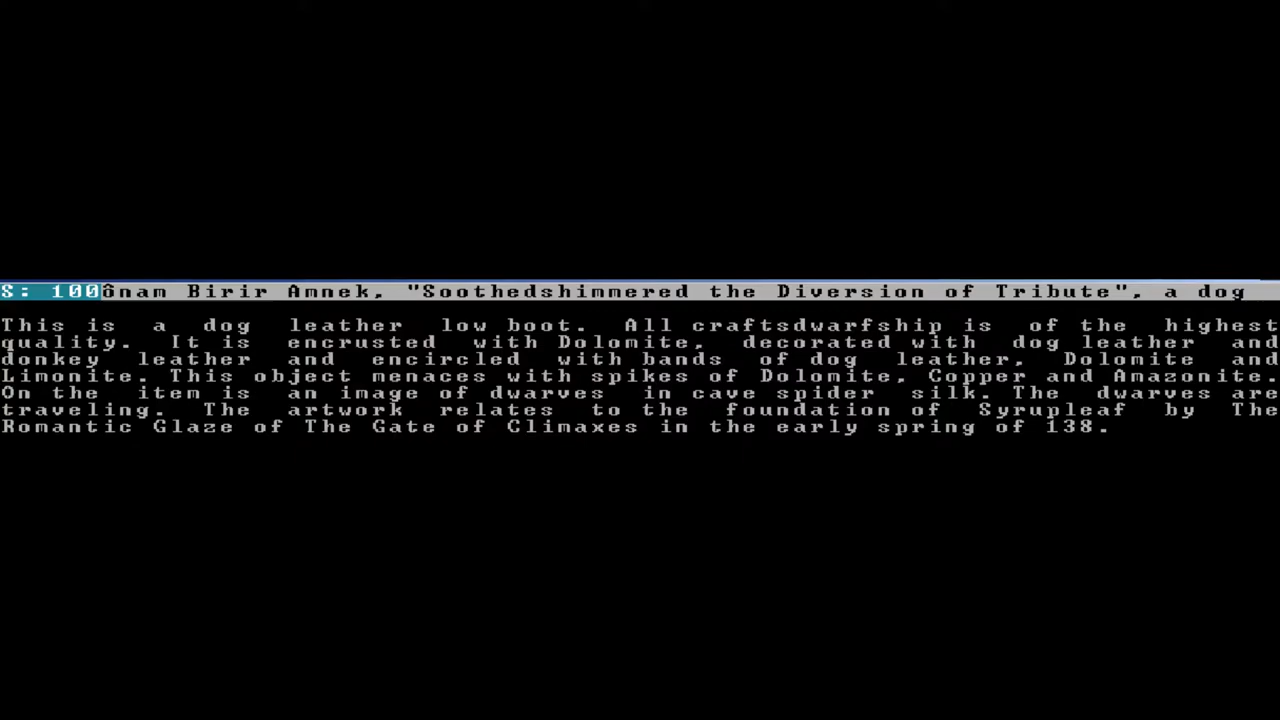 S: 100ônam Birir Amnek, "Soothedshimmered the Diversion of Tribute", a dog
This is a dog leather low boot. All craftsdwarfship is of the highest
quality. It is encrusted with Dolomite, decorated with dog leather and
donkey leather and encircled with bands of dog leather, Dolomite and
Limonite. This object menaces with spikes of Dolomite, Copper and Amazonite.
On the item is an image of dwarves in cave spider silk. The dwarves are
traveling. The artwork relates to the foundation of Syrupleaf by The
Romantic Glaze of The Gate of Climaxes in the early spring of 138.